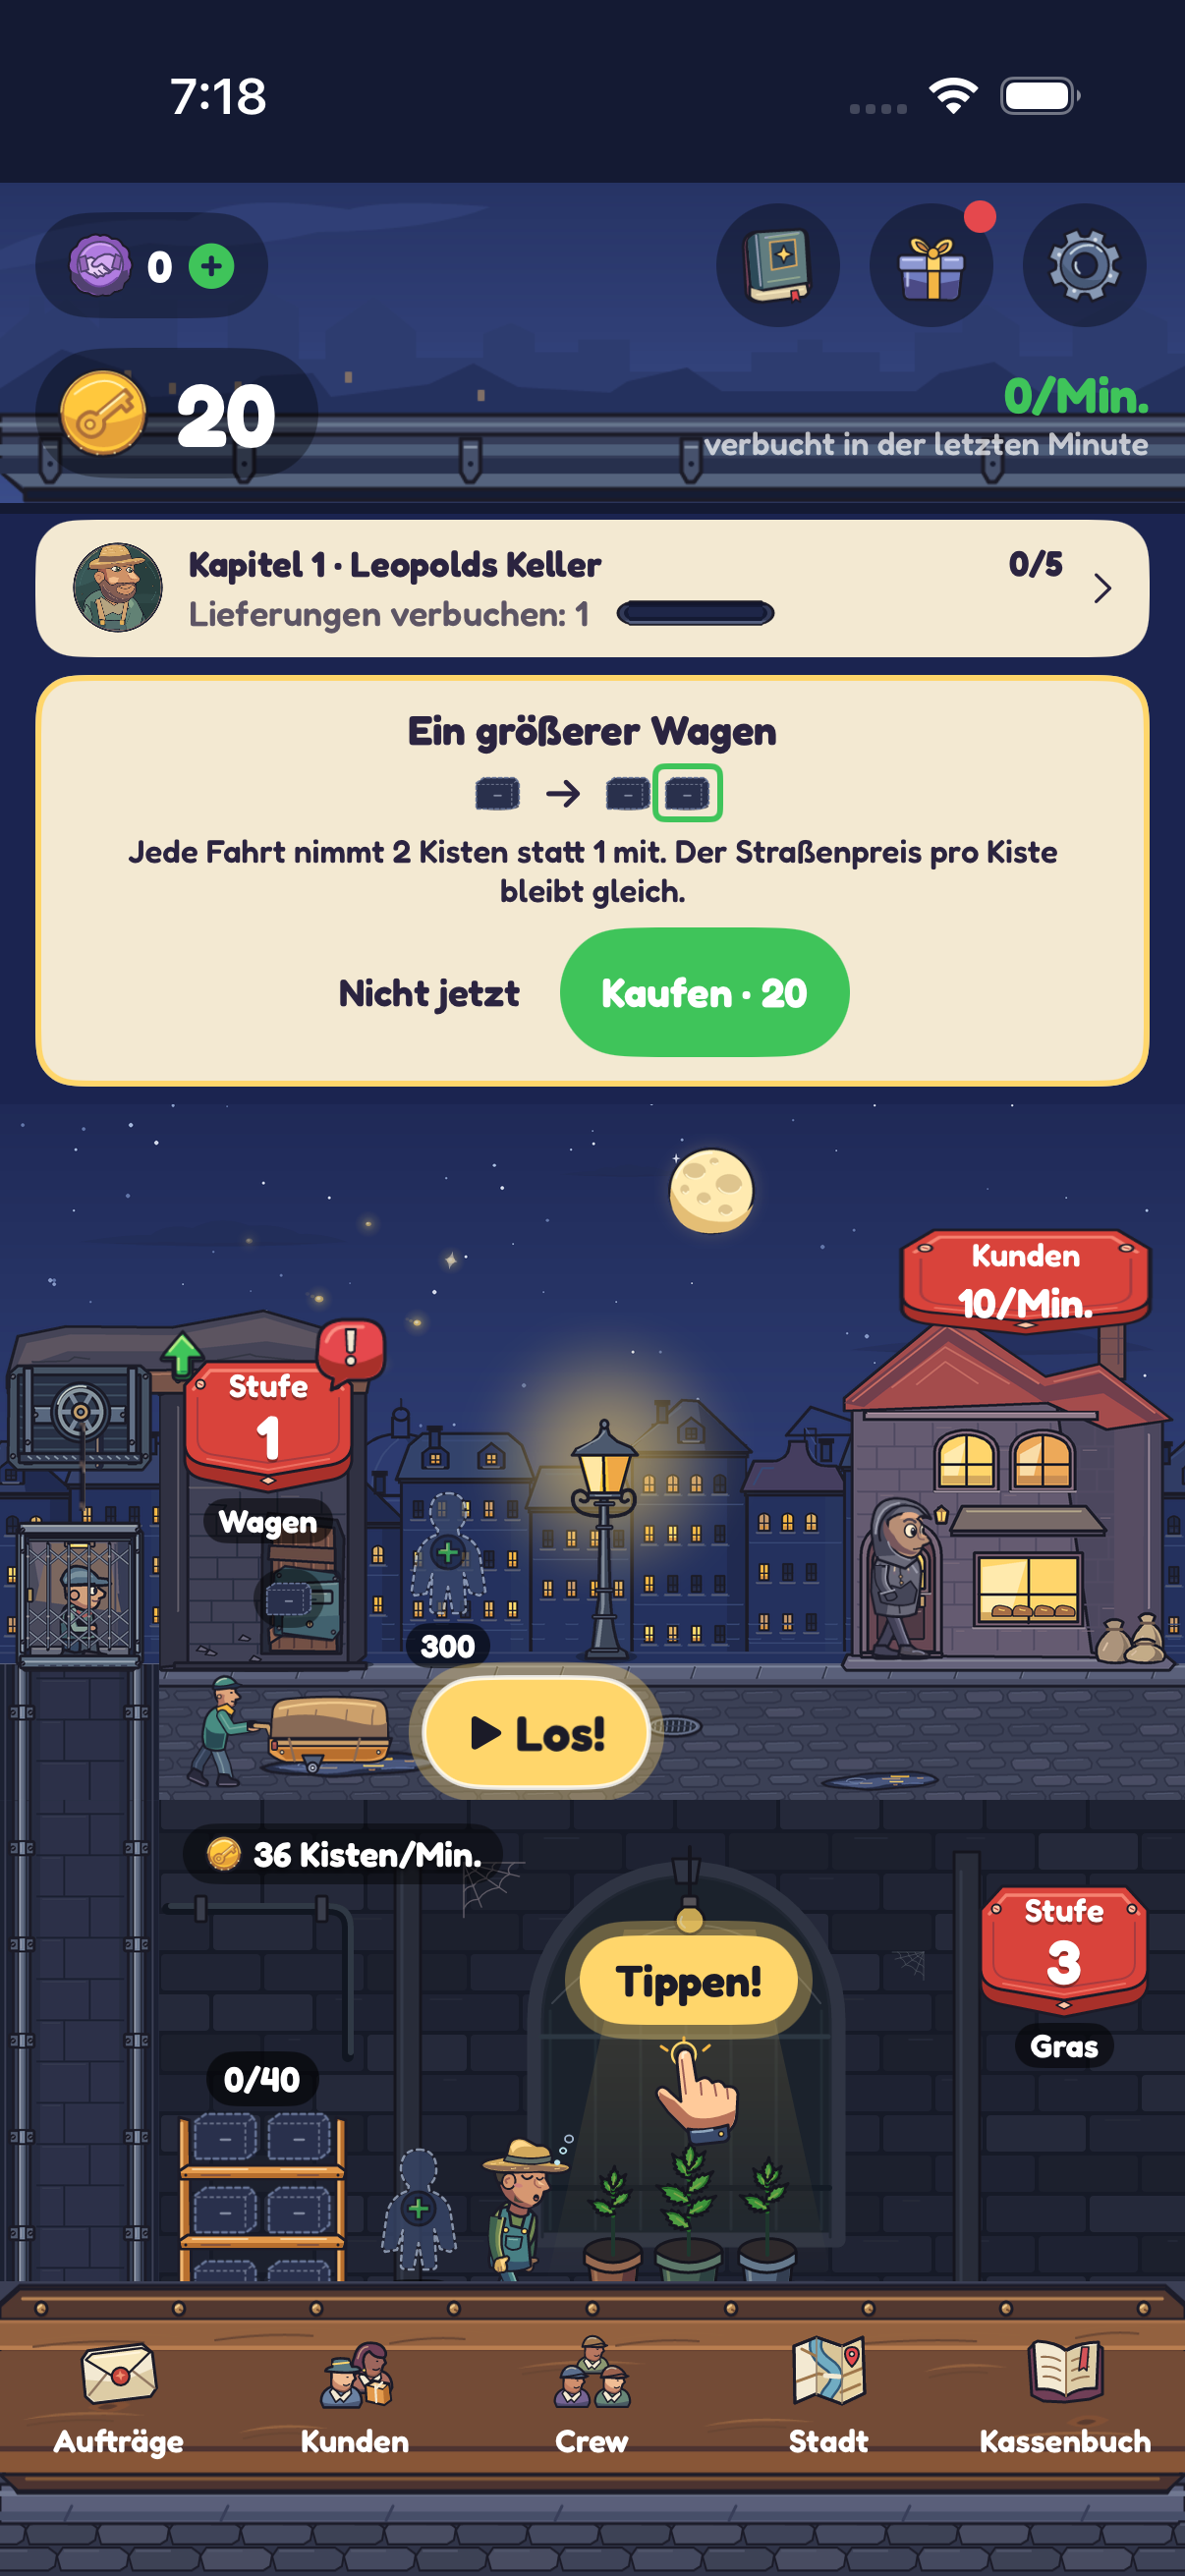 7:18
0
20
0/Min.
verbucht in der letzten Minute
Kapitel 1 · Leopolds Keller
0/5
Lieferungen verbuchen: 1
Ein größerer Wagen
Jede Fahrt nimmt 2 Kisten statt 1 mit. Der Straßenpreis pro Kiste
bleibt gleich.
Nicht jetzt
Kaufen · 20
Kunden
10/Min.
Stufe
1
Wagen
300
Los!
36 Kisten/Min.
Tippen!
Stufe
3
Gras
0/40
Aufträge
Kunden
Crew
Stadt
Kassenbuch